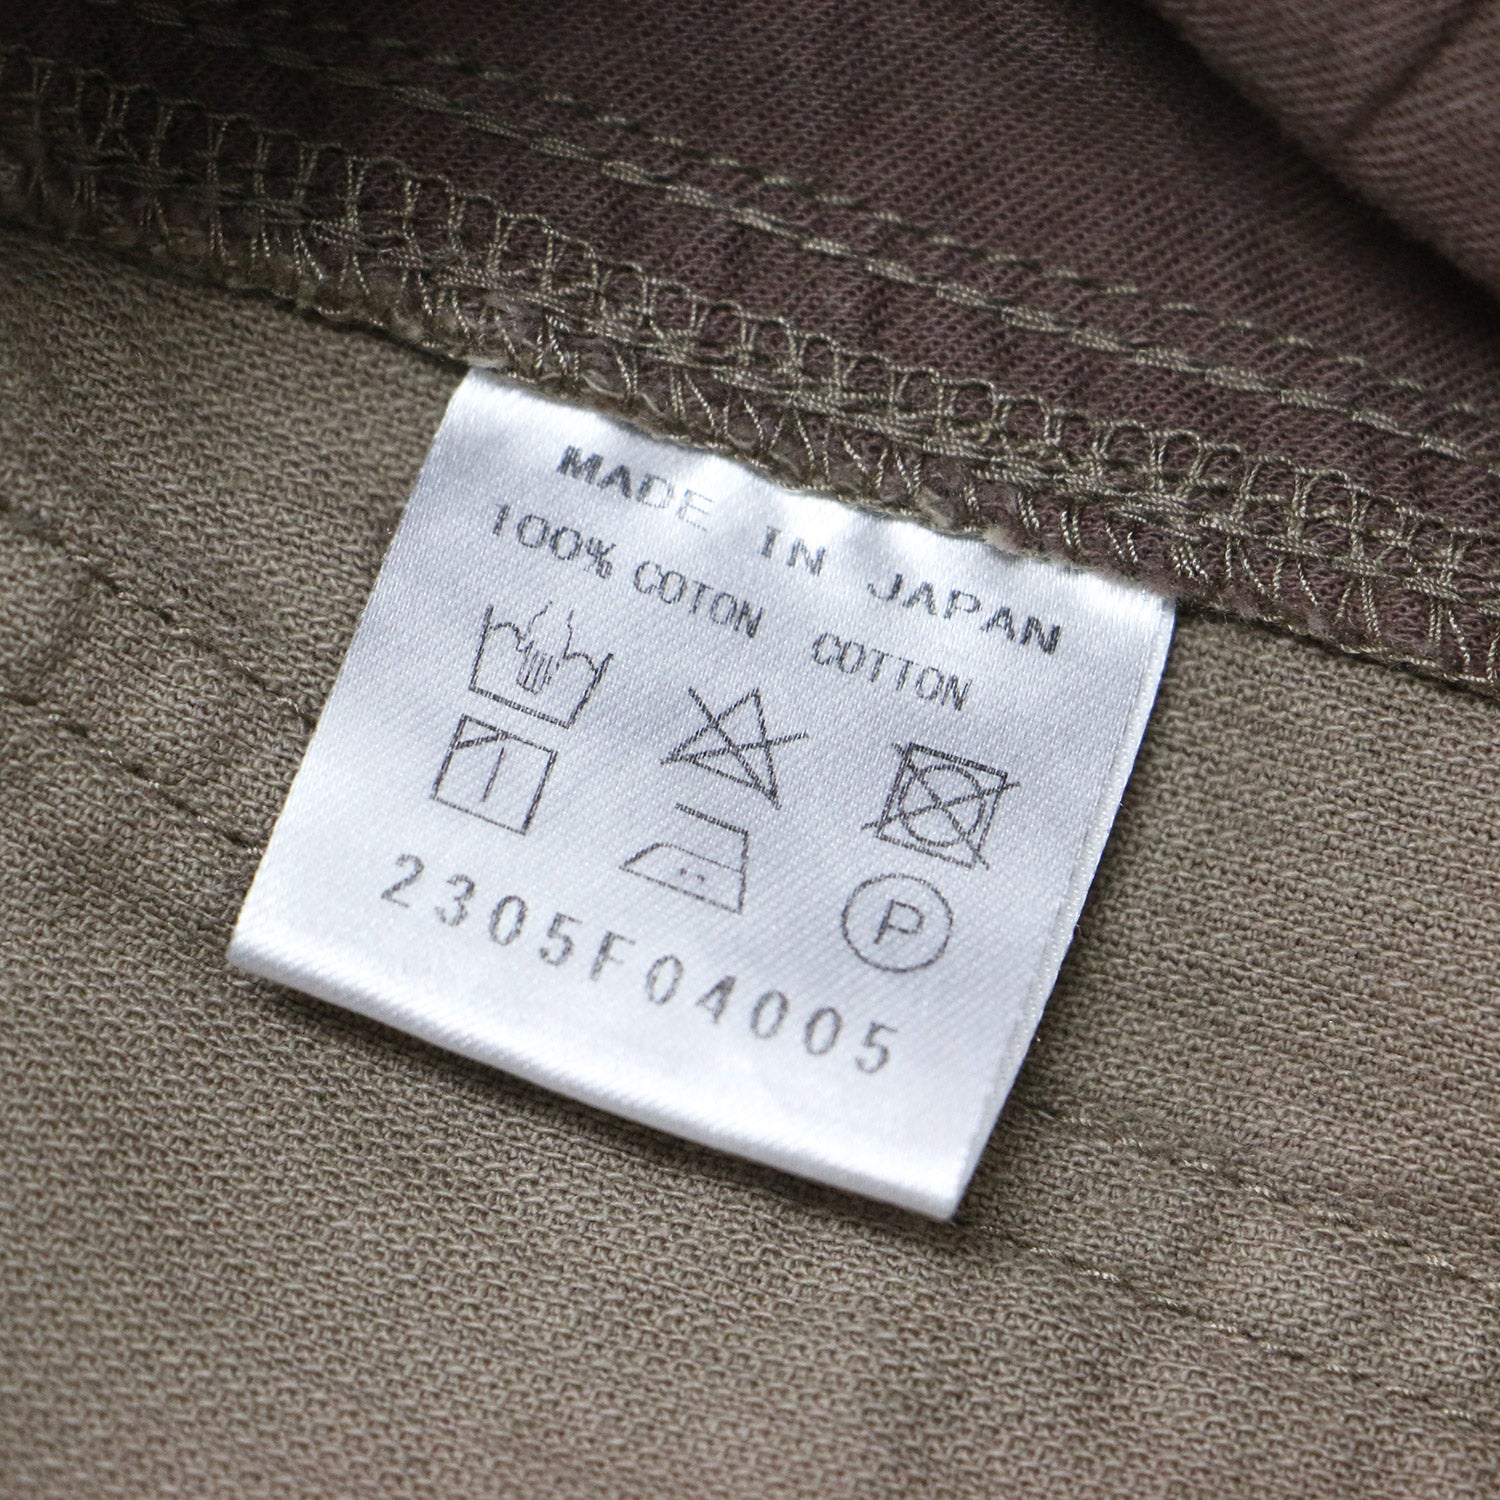 MADE IN JAPAN
100% COTON COTTON
P
2305F04005